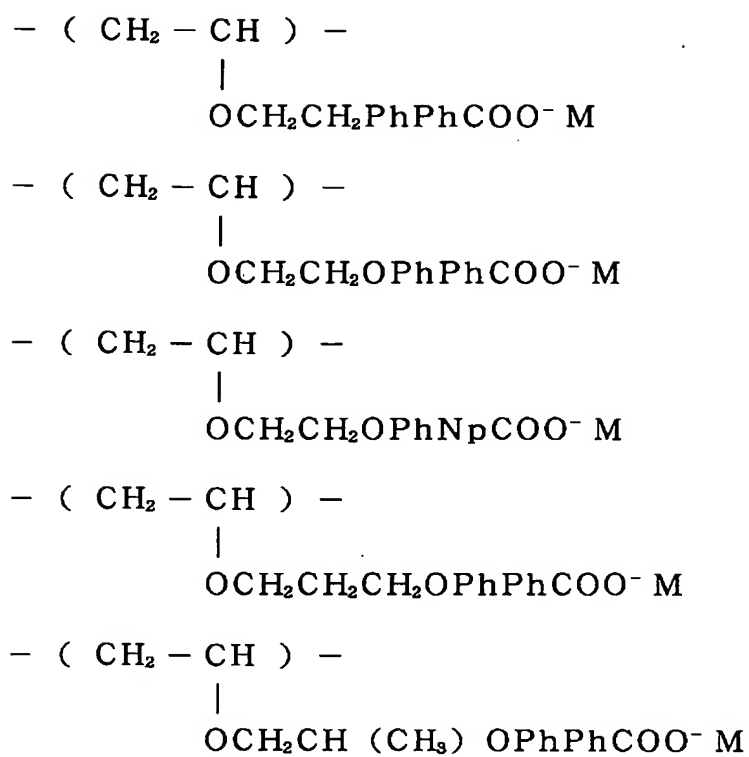 — ( CH₂ — CH ) —
|
OCH₂CH₂PhPhCOO⁻ M
— ( CH₂ — CH ) —
|
OCH₂CH₂OPhPhCOO⁻ M
— ( CH₂ — CH ) —
|
OCH₂CH₂OPhNpCOO⁻ M
— ( CH₂ — CH ) —
|
OCH₂CH₂CH₂OPhPhCOO⁻ M
— ( CH₂ — CH ) —
|
OCH₂CH (CH₃) OPhPhCOO⁻ M